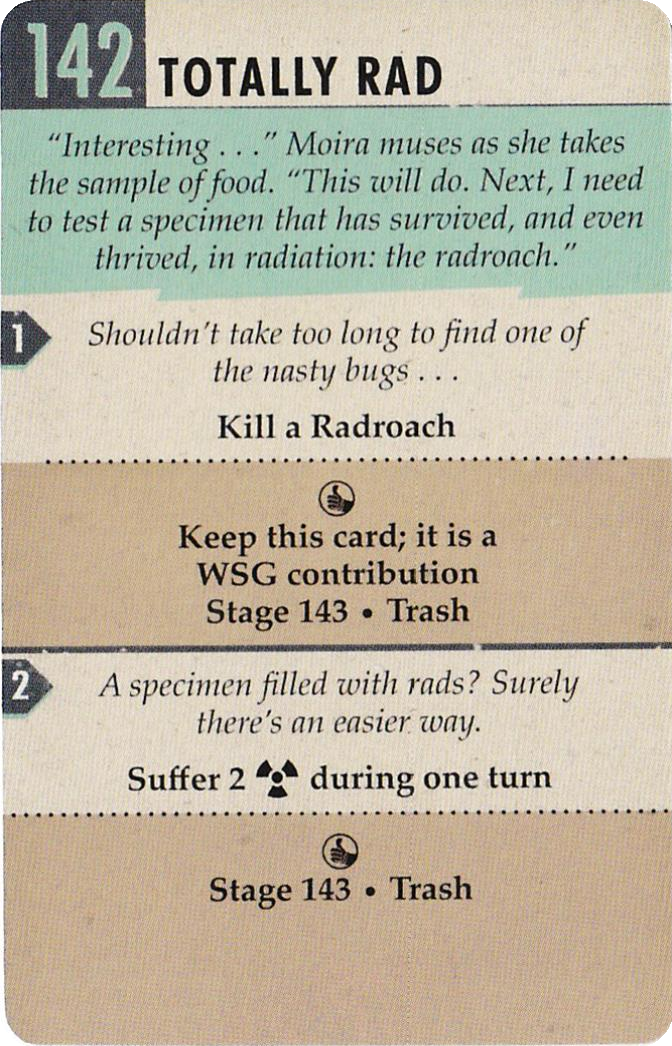 142 TOTALLY RAD
“Interesting . . .” Moira muses as she takes
the sample of food. “This will do. Next, I need
to test a specimen that has survived, and even
thrived, in radiation: the radroach.”
1
Shouldn’t take too long to find one of
the nasty bugs . . .
Kill a Radroach
Keep this card; it is a
WSG contribution
Stage 143 • Trash
2
A specimen filled with rads? Surely
there’s an easier way.
Suffer 2 during one turn
Stage 143 • Trash